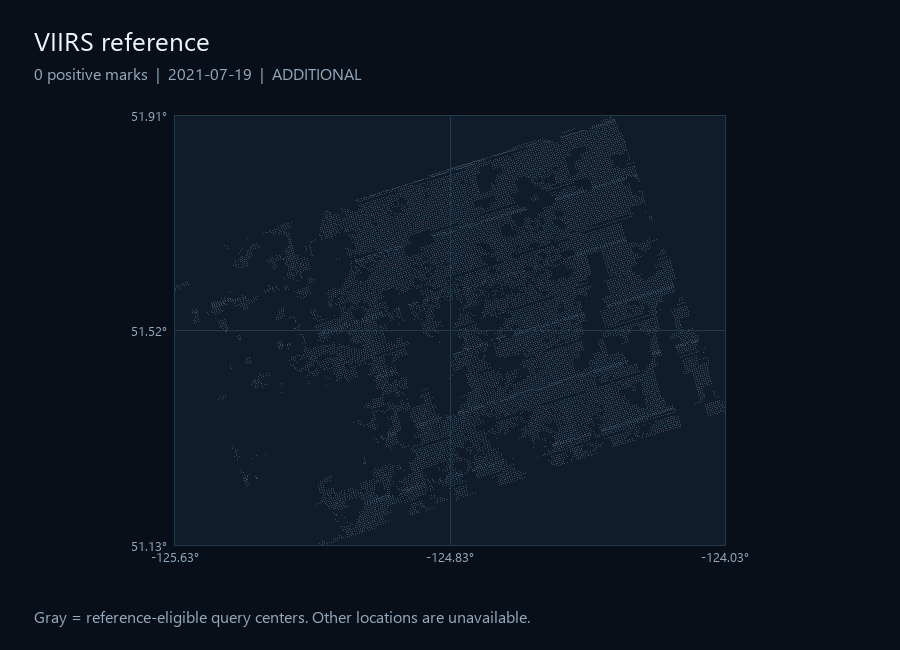 VIIRS reference
0 positive marks | 2021-07-19 | ADDITIONAL
51.91°
51.52°
51.13°
-125.63°
-124.83°
-124.03°
Gray = reference-eligible query centers. Other locations are unavailable.